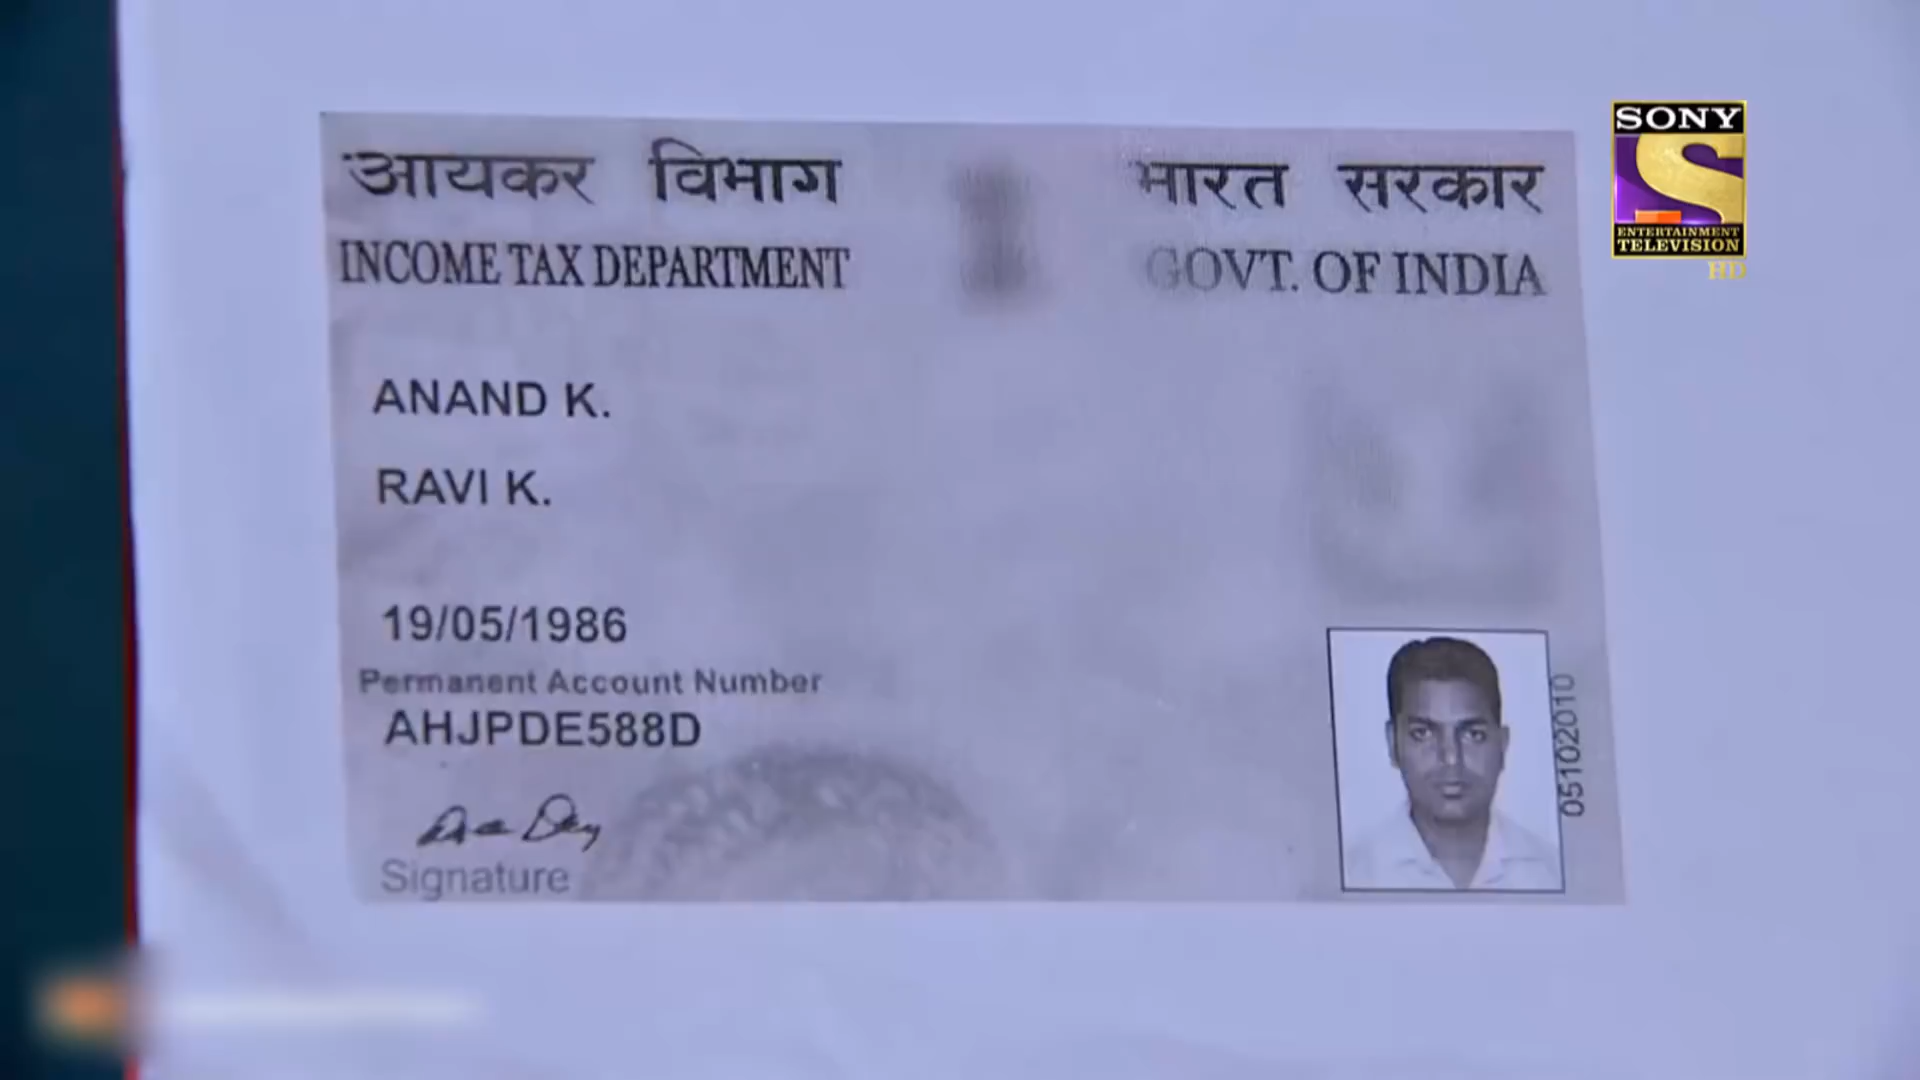 आयकर विभाग
भारत सरकार
INCOME TAX DEPARTMENT
GOVT. OF INDIA
ANAND K.
RAVI K.
19/05/1986
Permanent Account Number
AHJPDE588D
Signature
05102010
SONY
ENTERTAINMENT
TELEVISION
HD